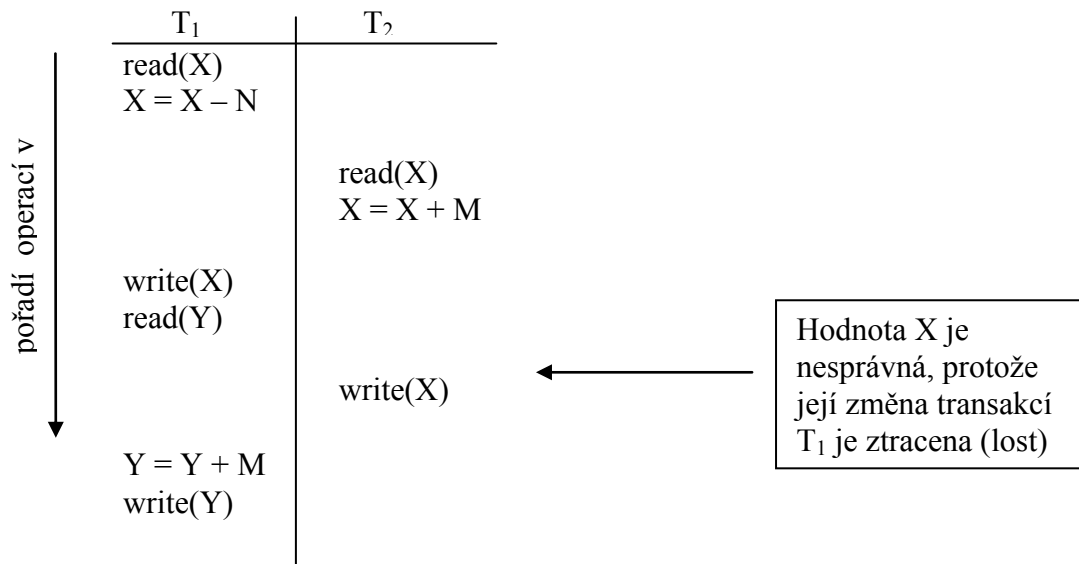 T₁ T₂
read(X)
X = X – N
read(X)
X = X + M
write(X)
read(Y)
write(X)
Y = Y + M
write(Y)
pořadí operací v
Hodnota X je
nesprávná, protože
její změna transakcí
T₁ je ztracena (lost)